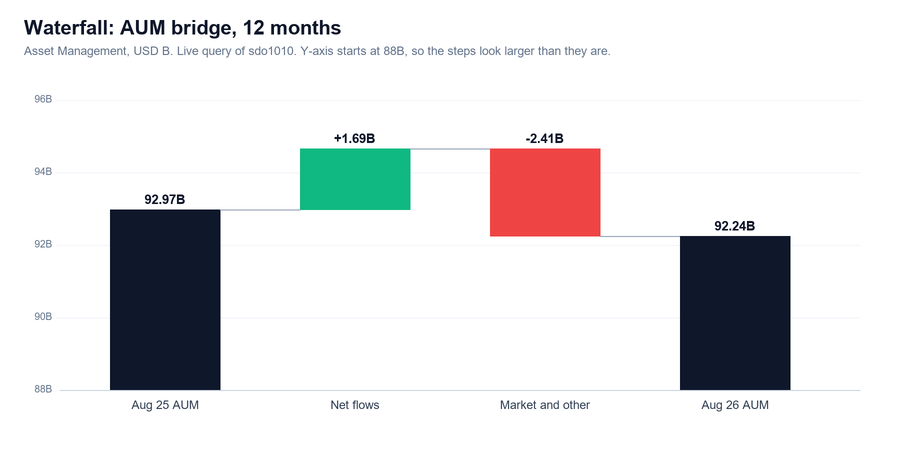 Waterfall: AUM bridge, 12 months
Asset Management, USD B. Live query of sdo1010. Y-axis starts at 88B, so the steps look larger than they are.
96B
94B
92B
90B
88B
92.97B
+1.69B
-2.41B
92.24B
Aug 25 AUM
Net flows
Market and other
Aug 26 AUM